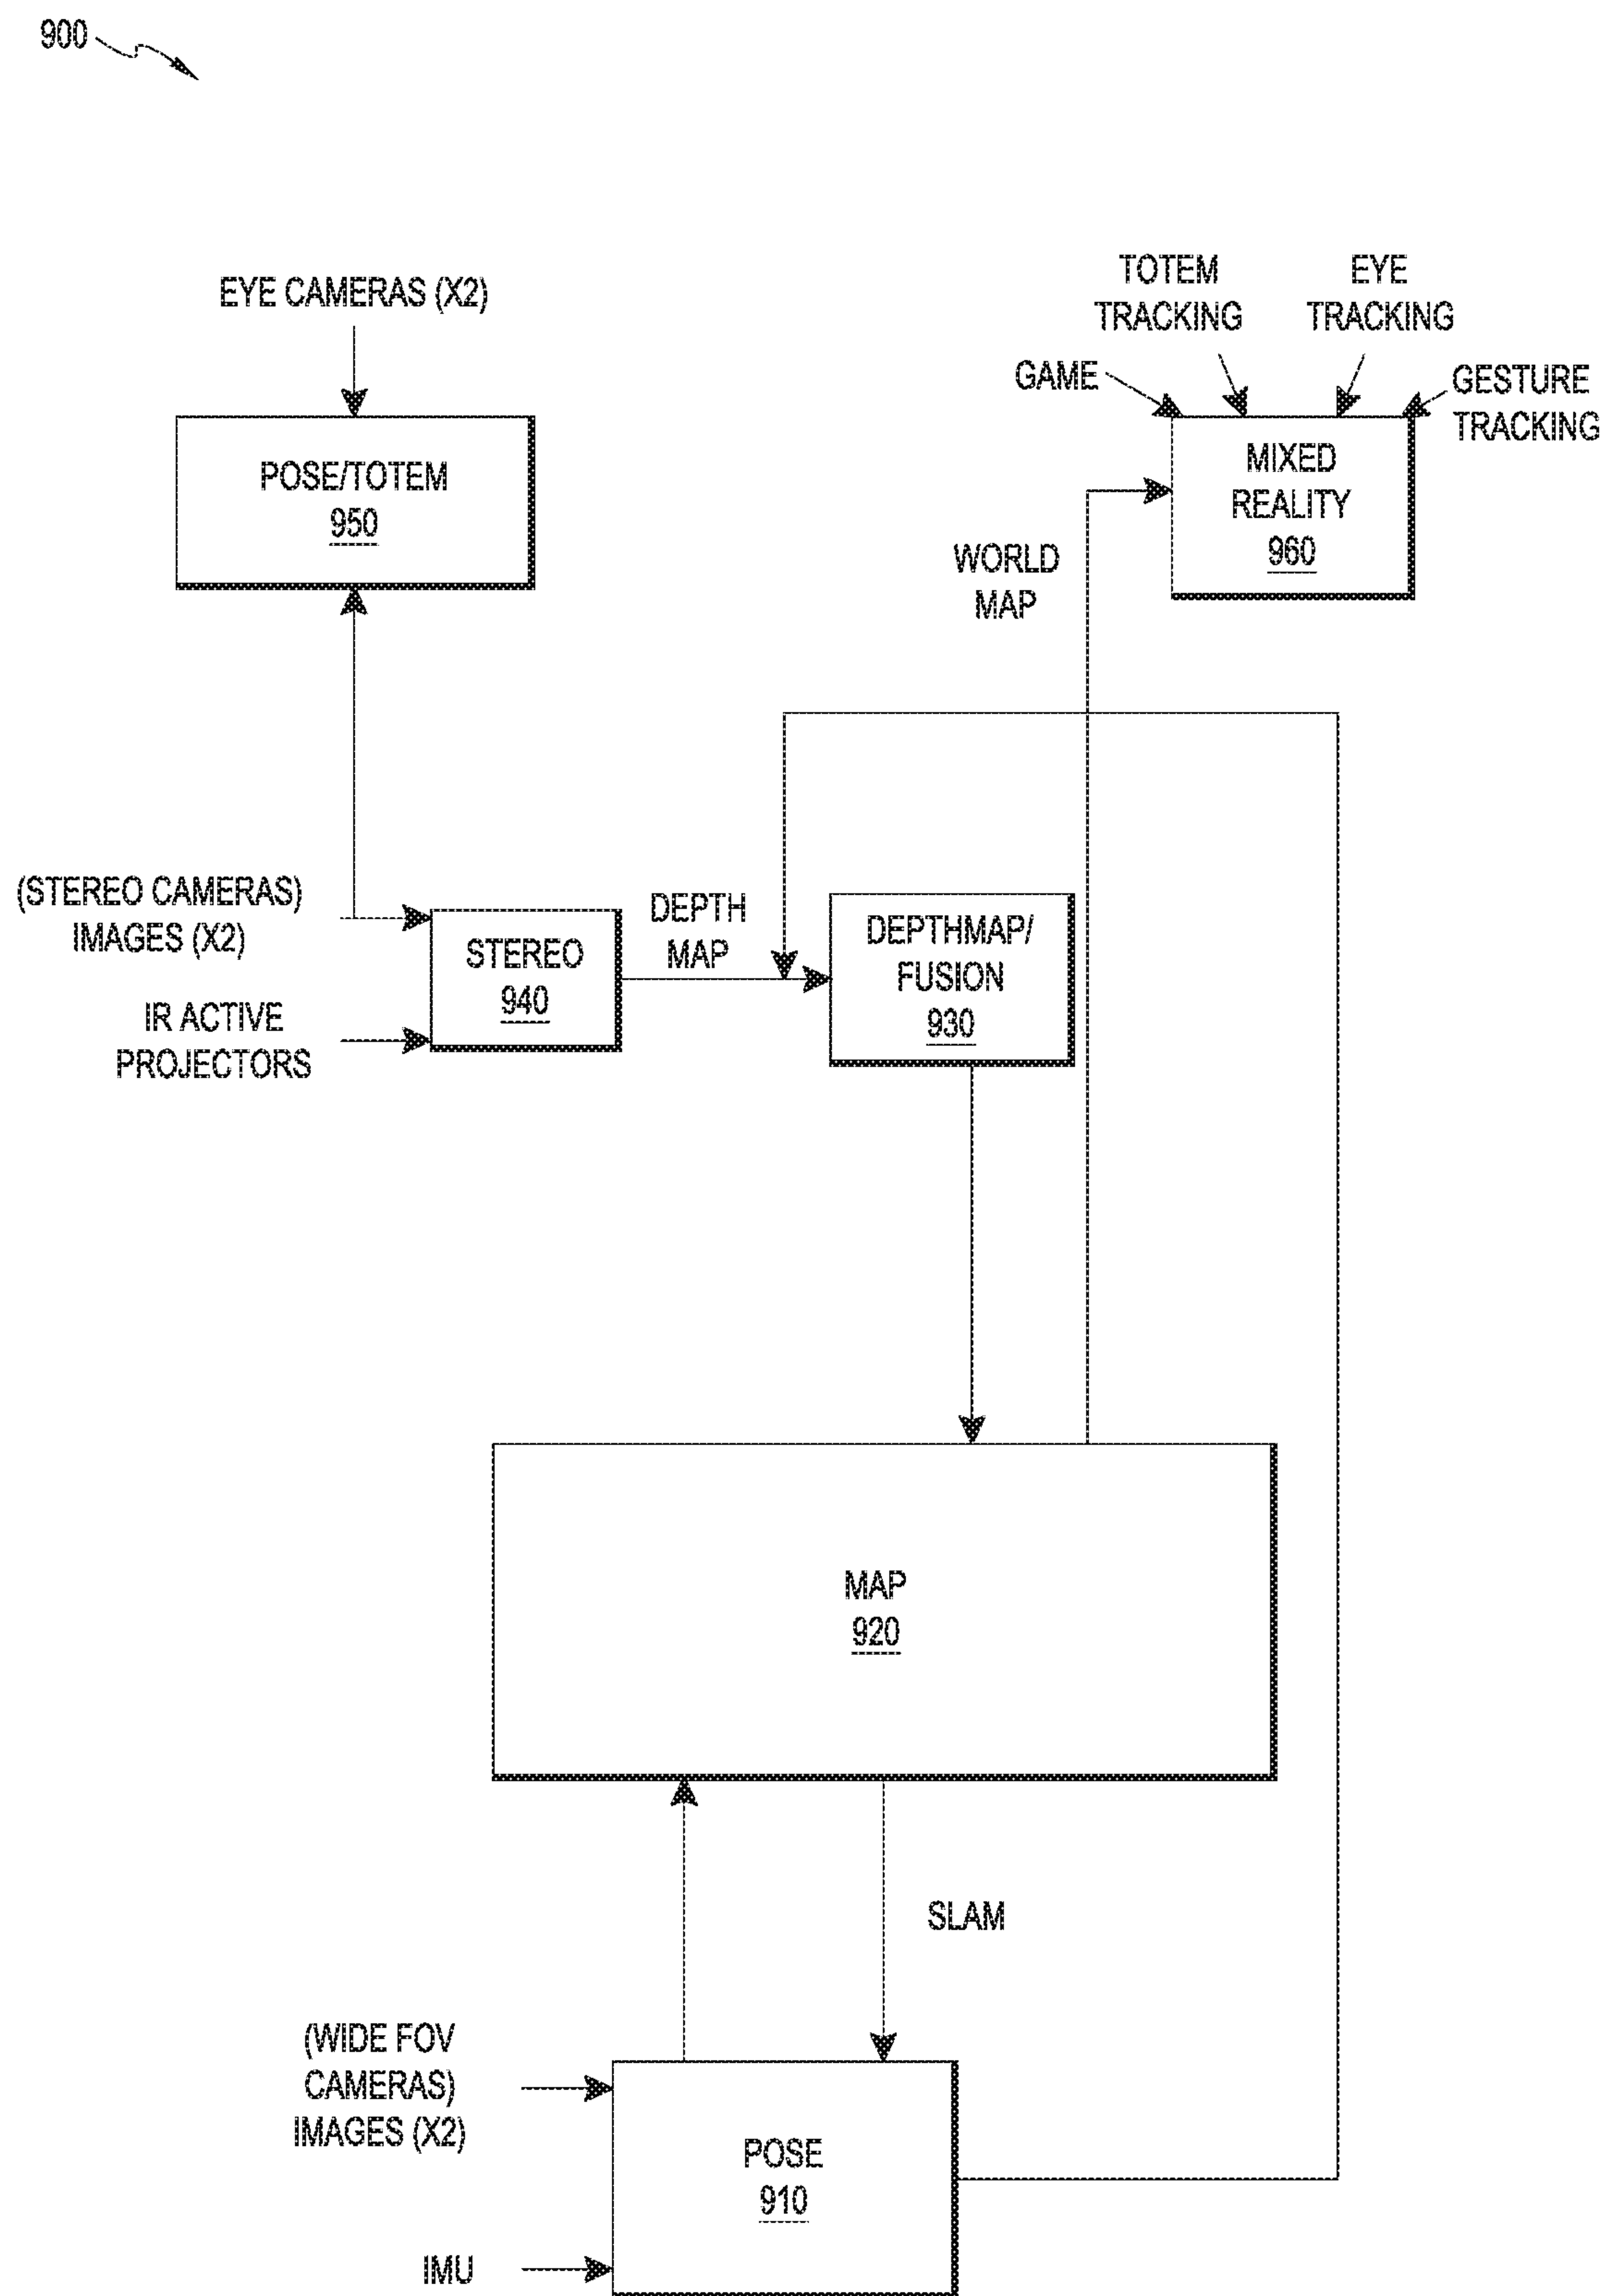 900
EYE CAMERAS (X2)
POSE/TOTEM
950
TOTEM
TRACKING
EYE
TRACKING
GAME
GESTURE
TRACKING
MIXED
REALITY
960
WORLD
MAP
(STEREO CAMERAS)
IMAGES (X2)
IR ACTIVE
PROJECTORS
STEREO
940
DEPTH
MAP
DEPTHMAP/
FUSION
930
MAP
920
SLAM
(WIDE FOV
CAMERAS)
IMAGES (X2)
IMU
POSE
910